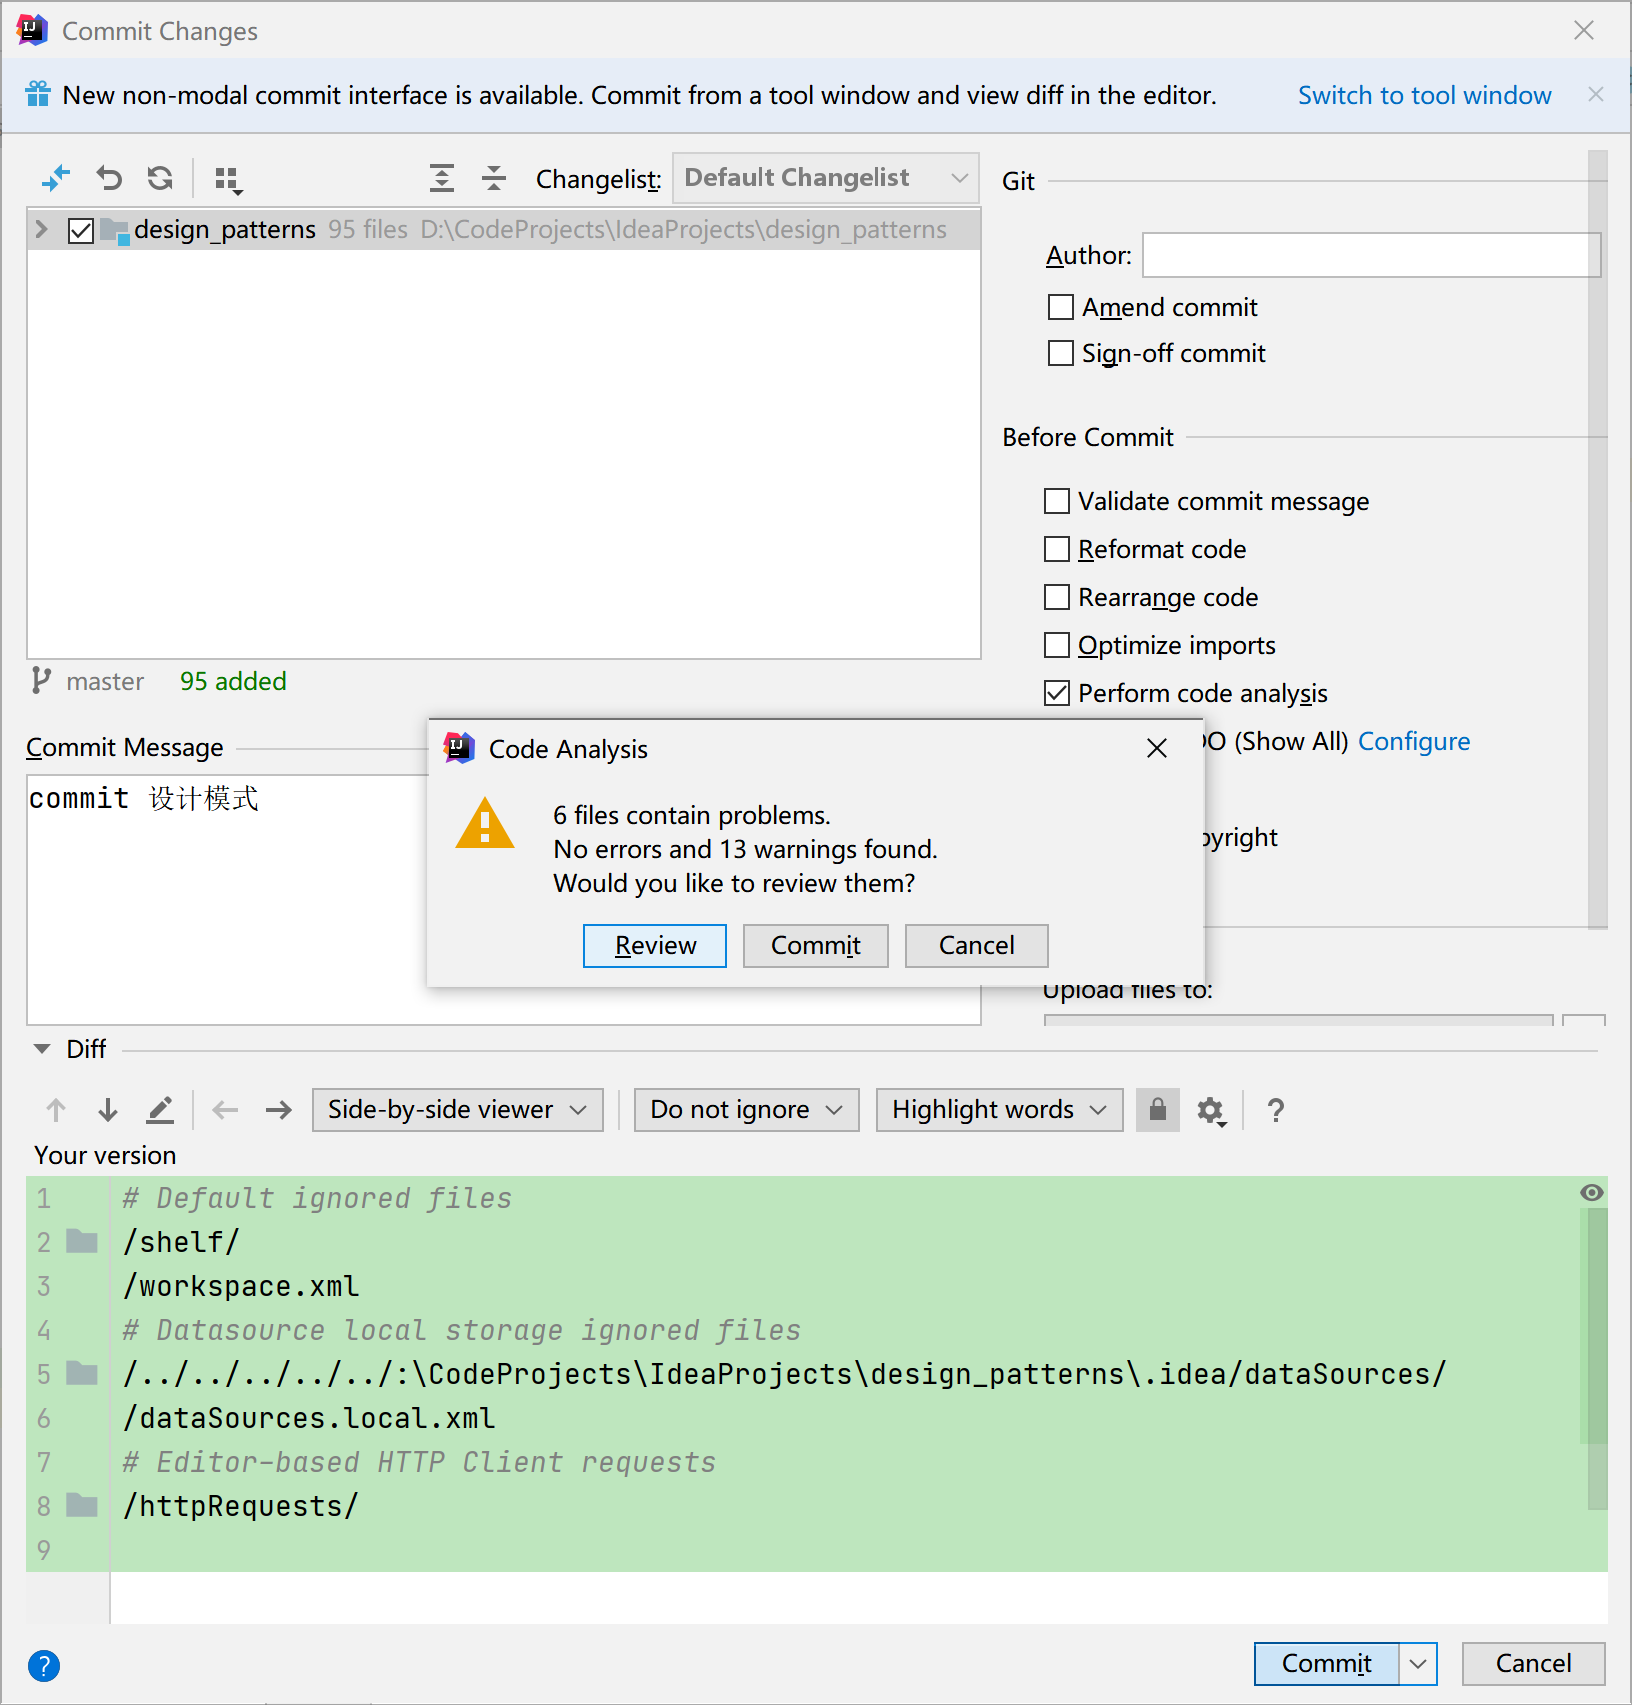 Commit Changes
New non-modal commit interface is available. Commit from a tool window and view diff in the editor.
Switch to tool window
Changelist: Default Changelist
design_patterns 95 files D:\CodeProjects\IdeaProjects\design_patterns
master 95 added
Commit Message
commit 设计模式
Git
Author:
Amend commit
Sign-off commit
Before Commit
Validate commit message
Reformat code
Rearrange code
Optimize imports
Perform code analysis
(Show All) Configure
Upload files to:
Code Analysis
6 files contain problems.
No errors and 13 warnings found.
Would you like to review them?
Review Commit Cancel
Diff
Side-by-side viewer Do not ignore Highlight words ?
Your version
1 # Default ignored files
2 /shelf/
3 /workspace.xml
4 # Datasource local storage ignored files
5 /../../../../../:\CodeProjects\IdeaProjects\design_patterns\.idea/dataSources/
6 /dataSources.local.xml
7 # Editor-based HTTP Client requests
8 /httpRequests/
9
? Commit Cancel